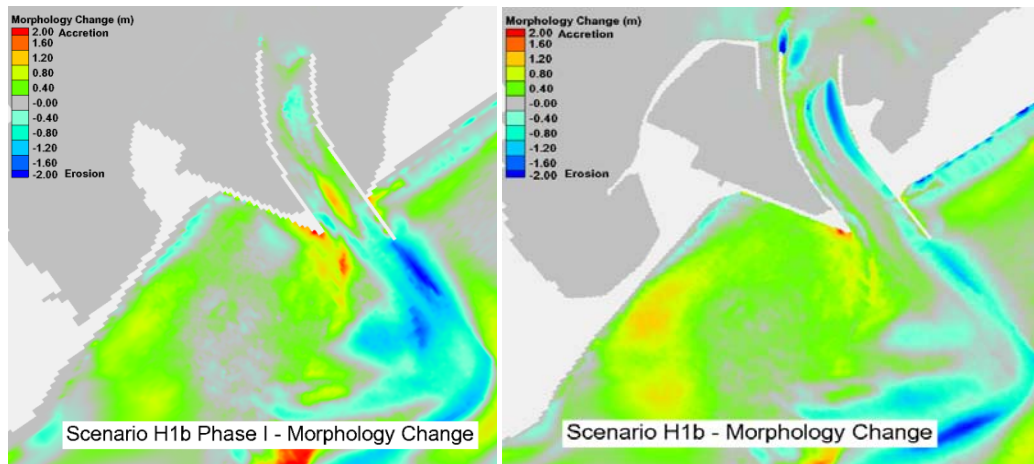 Morphology Change (m)
2.00 Accretion
1.60
1.20
0.80
0.40
-0.00
-0.40
-0.80
-1.20
-1.60
-2.00 Erosion
Scenario H1b Phase I - Morphology Change
Morphology Change (m)
2.00 Accretion
1.60
1.20
0.80
0.40
-0.00
-0.40
-0.80
-1.20
-1.60
-2.00 Erosion
Scenario H1b - Morphology Change